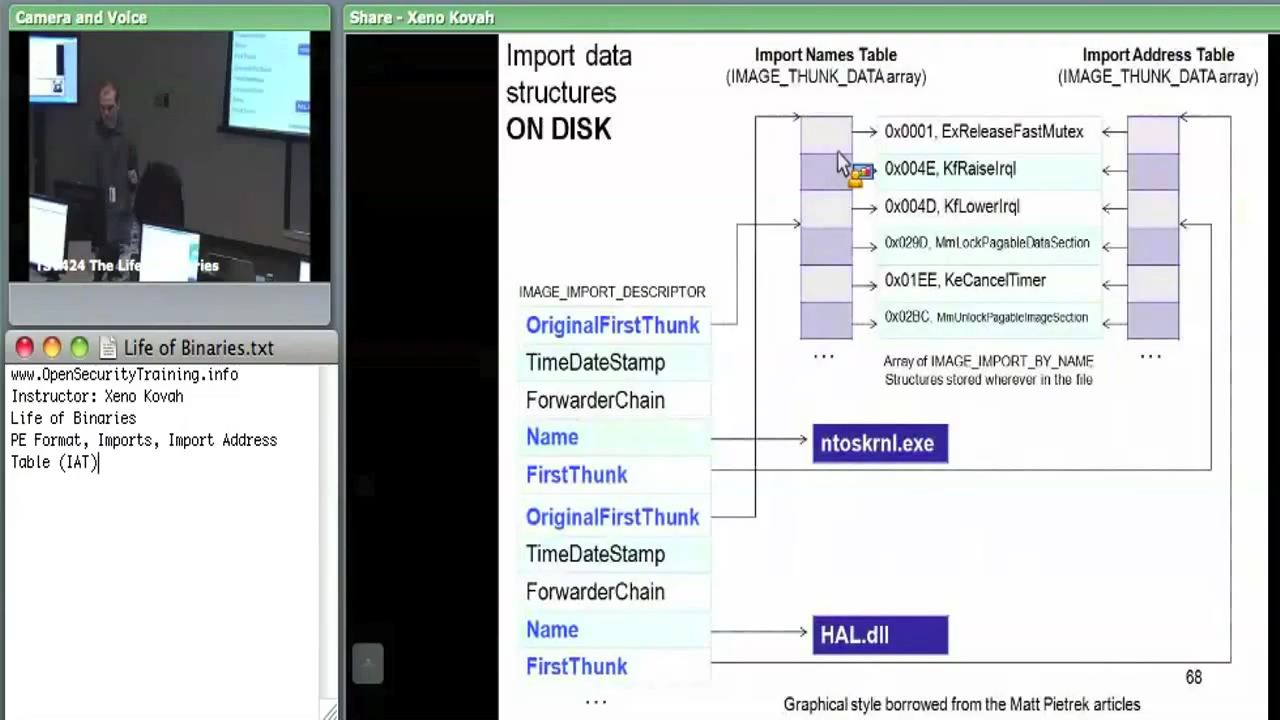 Camera and Voice
The Life
Life of Binaries.txt
www.OpenSecurityTraining.info
Instructor: Xeno Kovah
Life of Binaries
PE Format, Imports, Import Address
Table (IAT)
Share - Xeno Kovah
Import data
structures
ON DISK
Import Names Table
(IMAGE_THUNK_DATA array)
Import Address Table
(IMAGE_THUNK_DATA array)
0x0001, ExReleaseFastMutex
0x004E, KfRaiseIrql
0x004D, KfLowerIrql
0x029D, MmLockPagableDataSection
0x01EE, KeCancelTimer
0x02BC, MmUnlockPagableImageSection
...
...
Array of IMAGE_IMPORT_BY_NAME
Structures stored wherever in the file
IMAGE_IMPORT_DESCRIPTOR
OriginalFirstThunk
TimeDateStamp
ForwarderChain
Name
ntoskrnl.exe
FirstThunk
OriginalFirstThunk
TimeDateStamp
ForwarderChain
Name
HAL.dll
FirstThunk
...
68
Graphical style borrowed from the Matt Pietrek articles